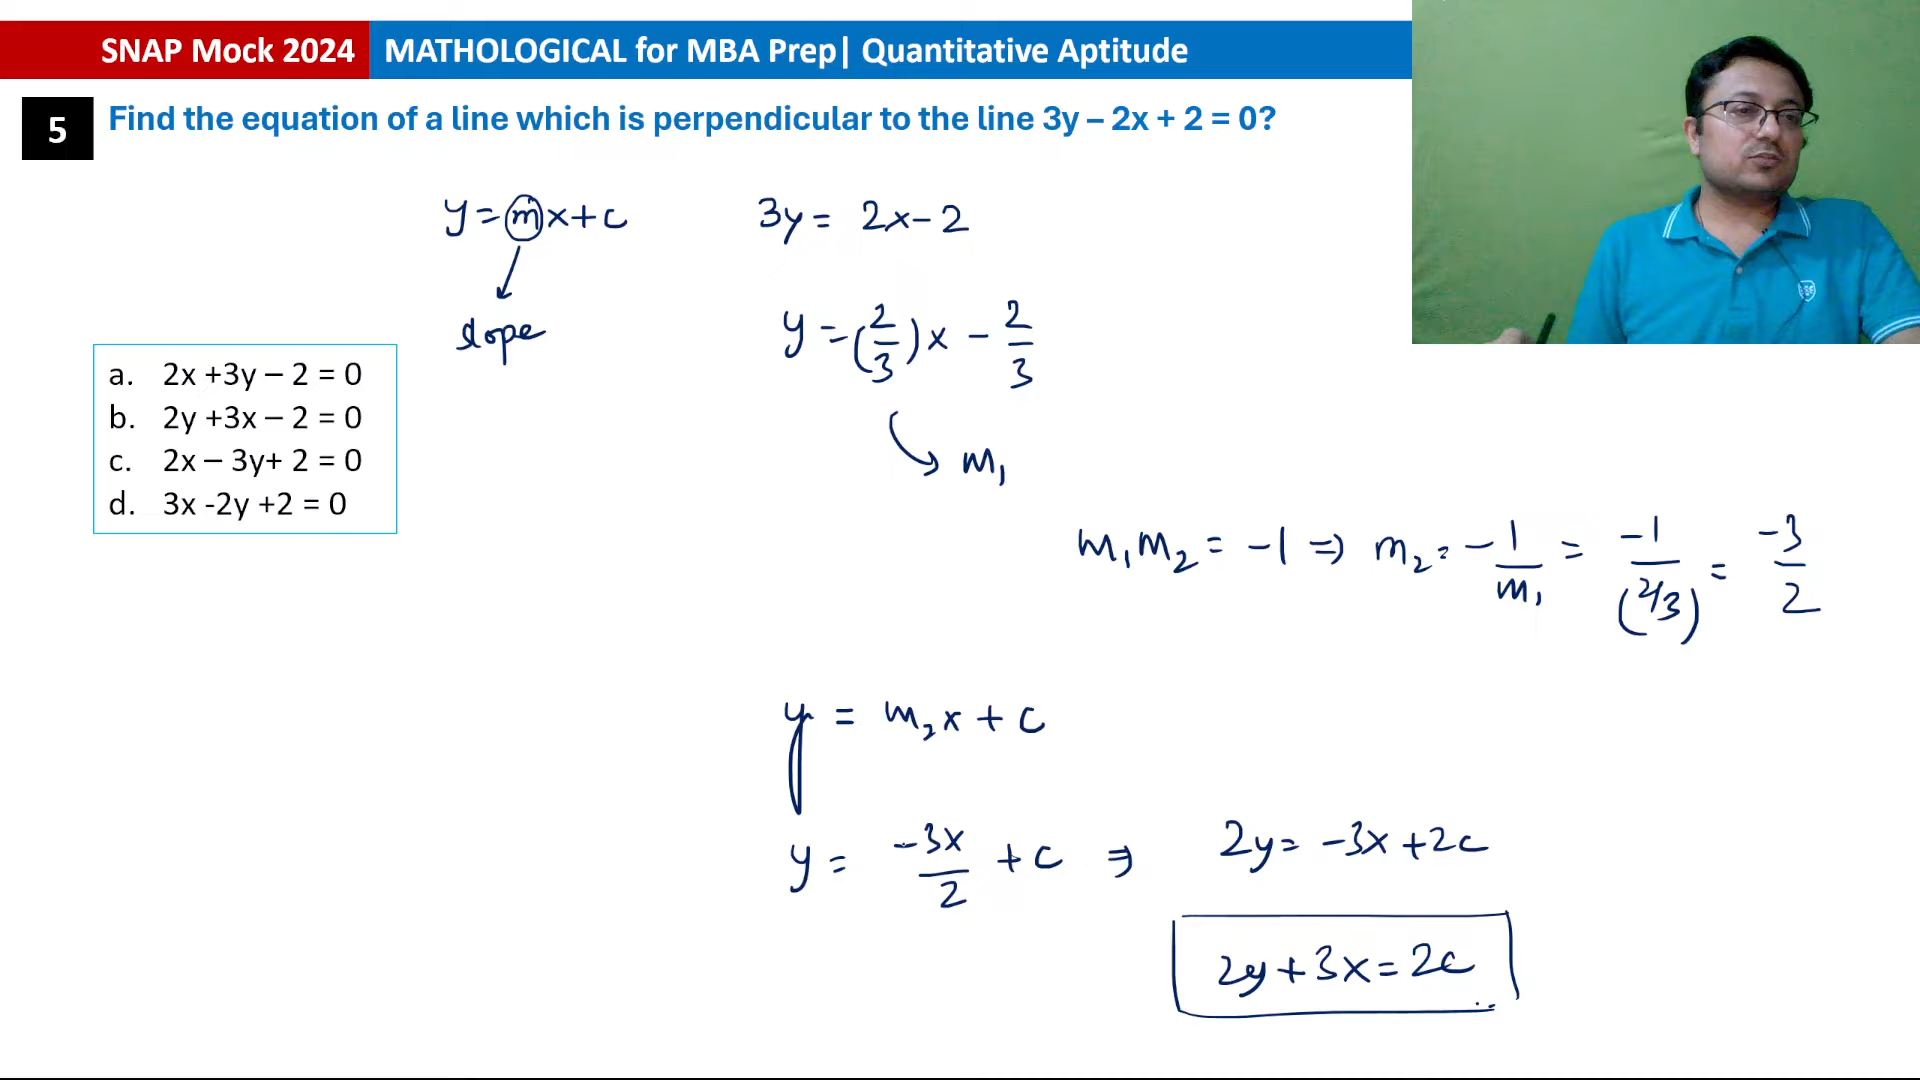 SNAP Mock 2024 MATHOLOGICAL for MBA Prep| Quantitative Aptitude
5 Find the equation of a line which is perpendicular to the line 3y – 2x + 2 = 0?
y = mx + c
slope
3y = 2x - 2
y = (2/3)x - 2/3
m₁
a. 2x +3y – 2 = 0
b. 2y +3x – 2 = 0
c. 2x – 3y+ 2 = 0
d. 3x -2y +2 = 0
m₁m₂ = -1 ⇒ m₂ = -1/m₁ = -1/(2/3) = -3/2
y = m₂x + c
y = -3x/2 + c ⇒ 2y = -3x + 2c
2y + 3x = 2c